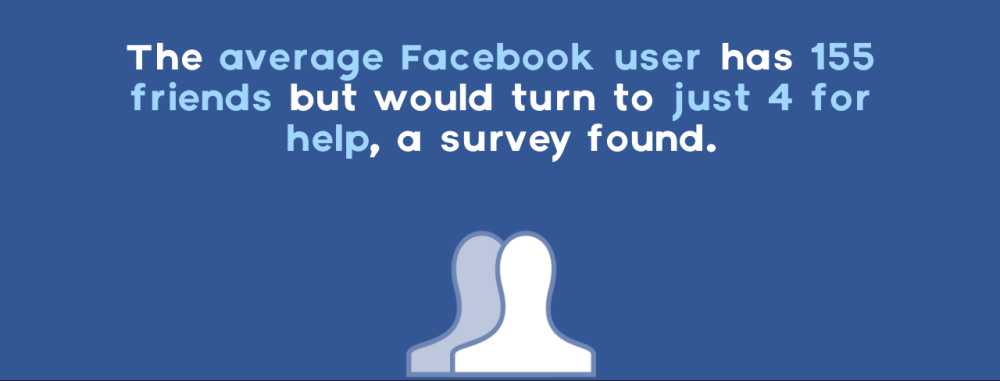 The average Facebook user has 155
friends but would turn to just 4 for
help, a survey found.